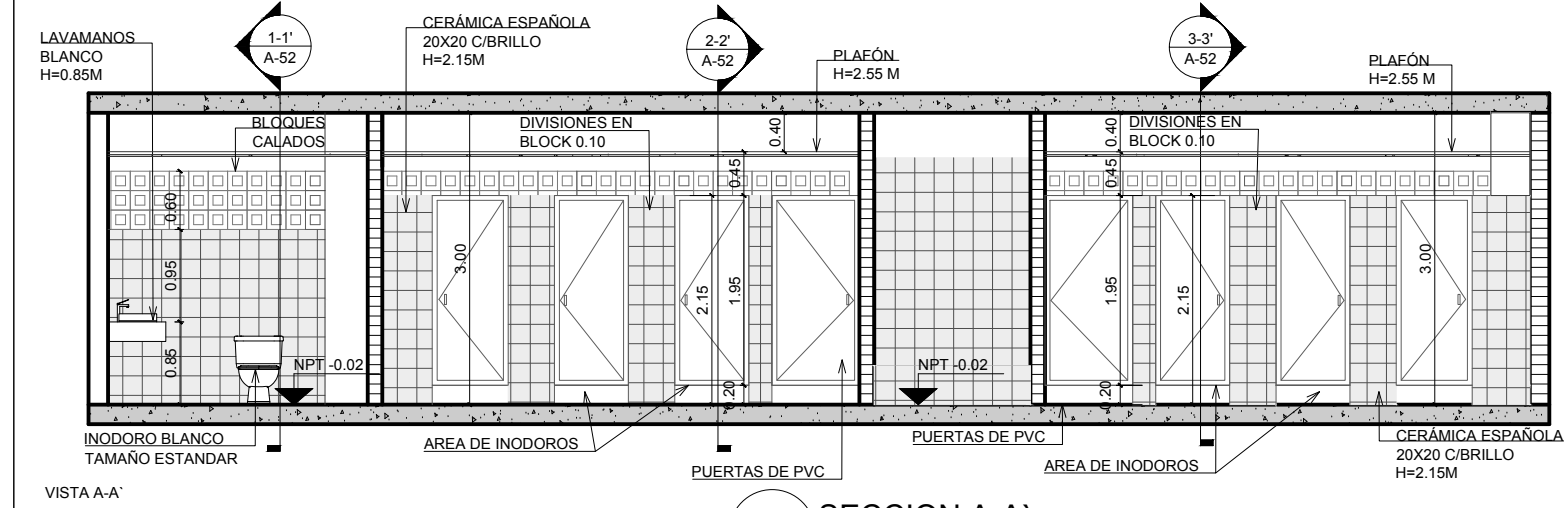 LAVAMANOS
BLANCO
H=0.85M
1-1'
A-52
CERÁMICA ESPAÑOLA
20X20 C/BRILLO
H=2.15M
2-2'
A-52
PLAFÓN
H=2.55 M
3-3'
A-52
PLAFÓN
H=2.55 M
BLOQUES
CALADOS
DIVISIONES EN
BLOCK 0.10
0.40
0.45
0.40
0.45
DIVISIONES EN
BLOCK 0.10
0.60
0.95
0.85
3.00
2.15
1.95
0.20
1.95
2.15
3.00
0.20
NPT -0.02
NPT -0.02
INODORO BLANCO
TAMAÑO ESTANDAR
AREA DE INODOROS
PUERTAS DE PVC
PUERTAS DE PVC
AREA DE INODOROS
CERÁMICA ESPAÑOLA
20X20 C/BRILLO
H=2.15M
VISTA A-A`
SECCION A-A`